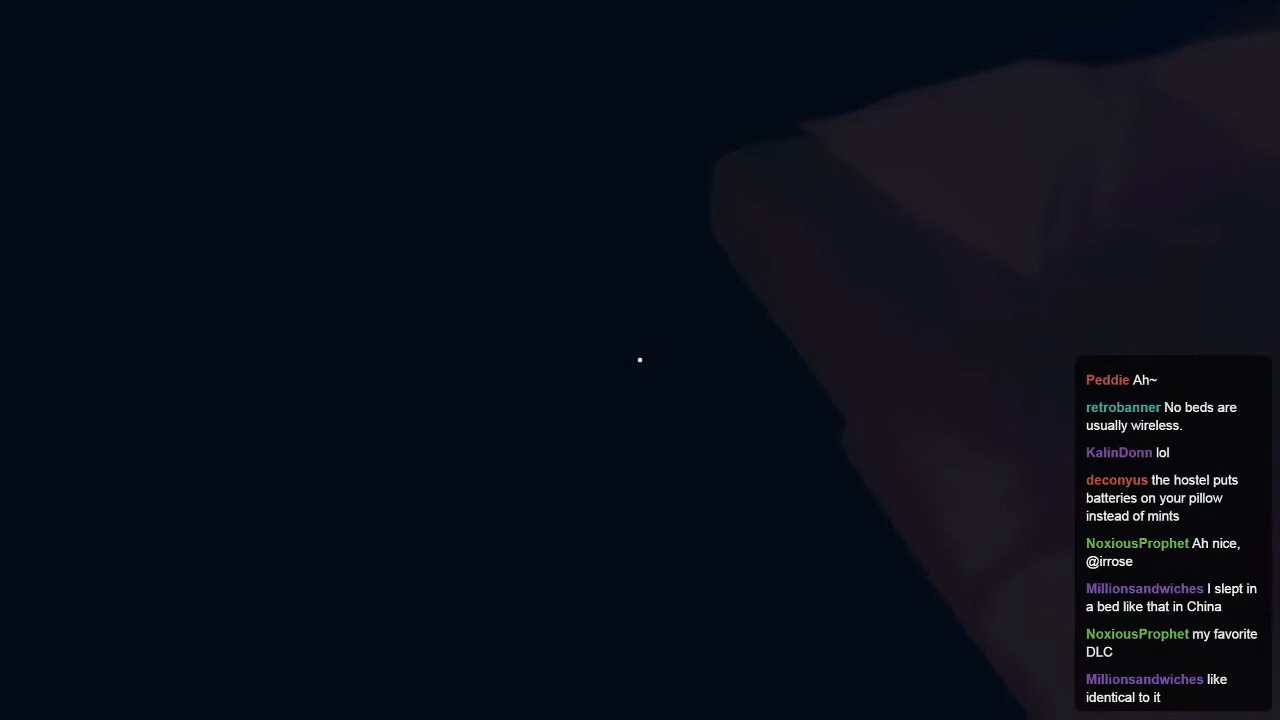 Peddie Ah~
retrobanner No beds are
usually wireless.
KalinDonn lol
deconyus the hostel puts
batteries on your pillow
instead of mints
NoxiousProphet Ah nice,
@irrose
Millionsandwiches I slept in
a bed like that in China
NoxiousProphet my favorite
DLC
Millionsandwiches like
identical to it